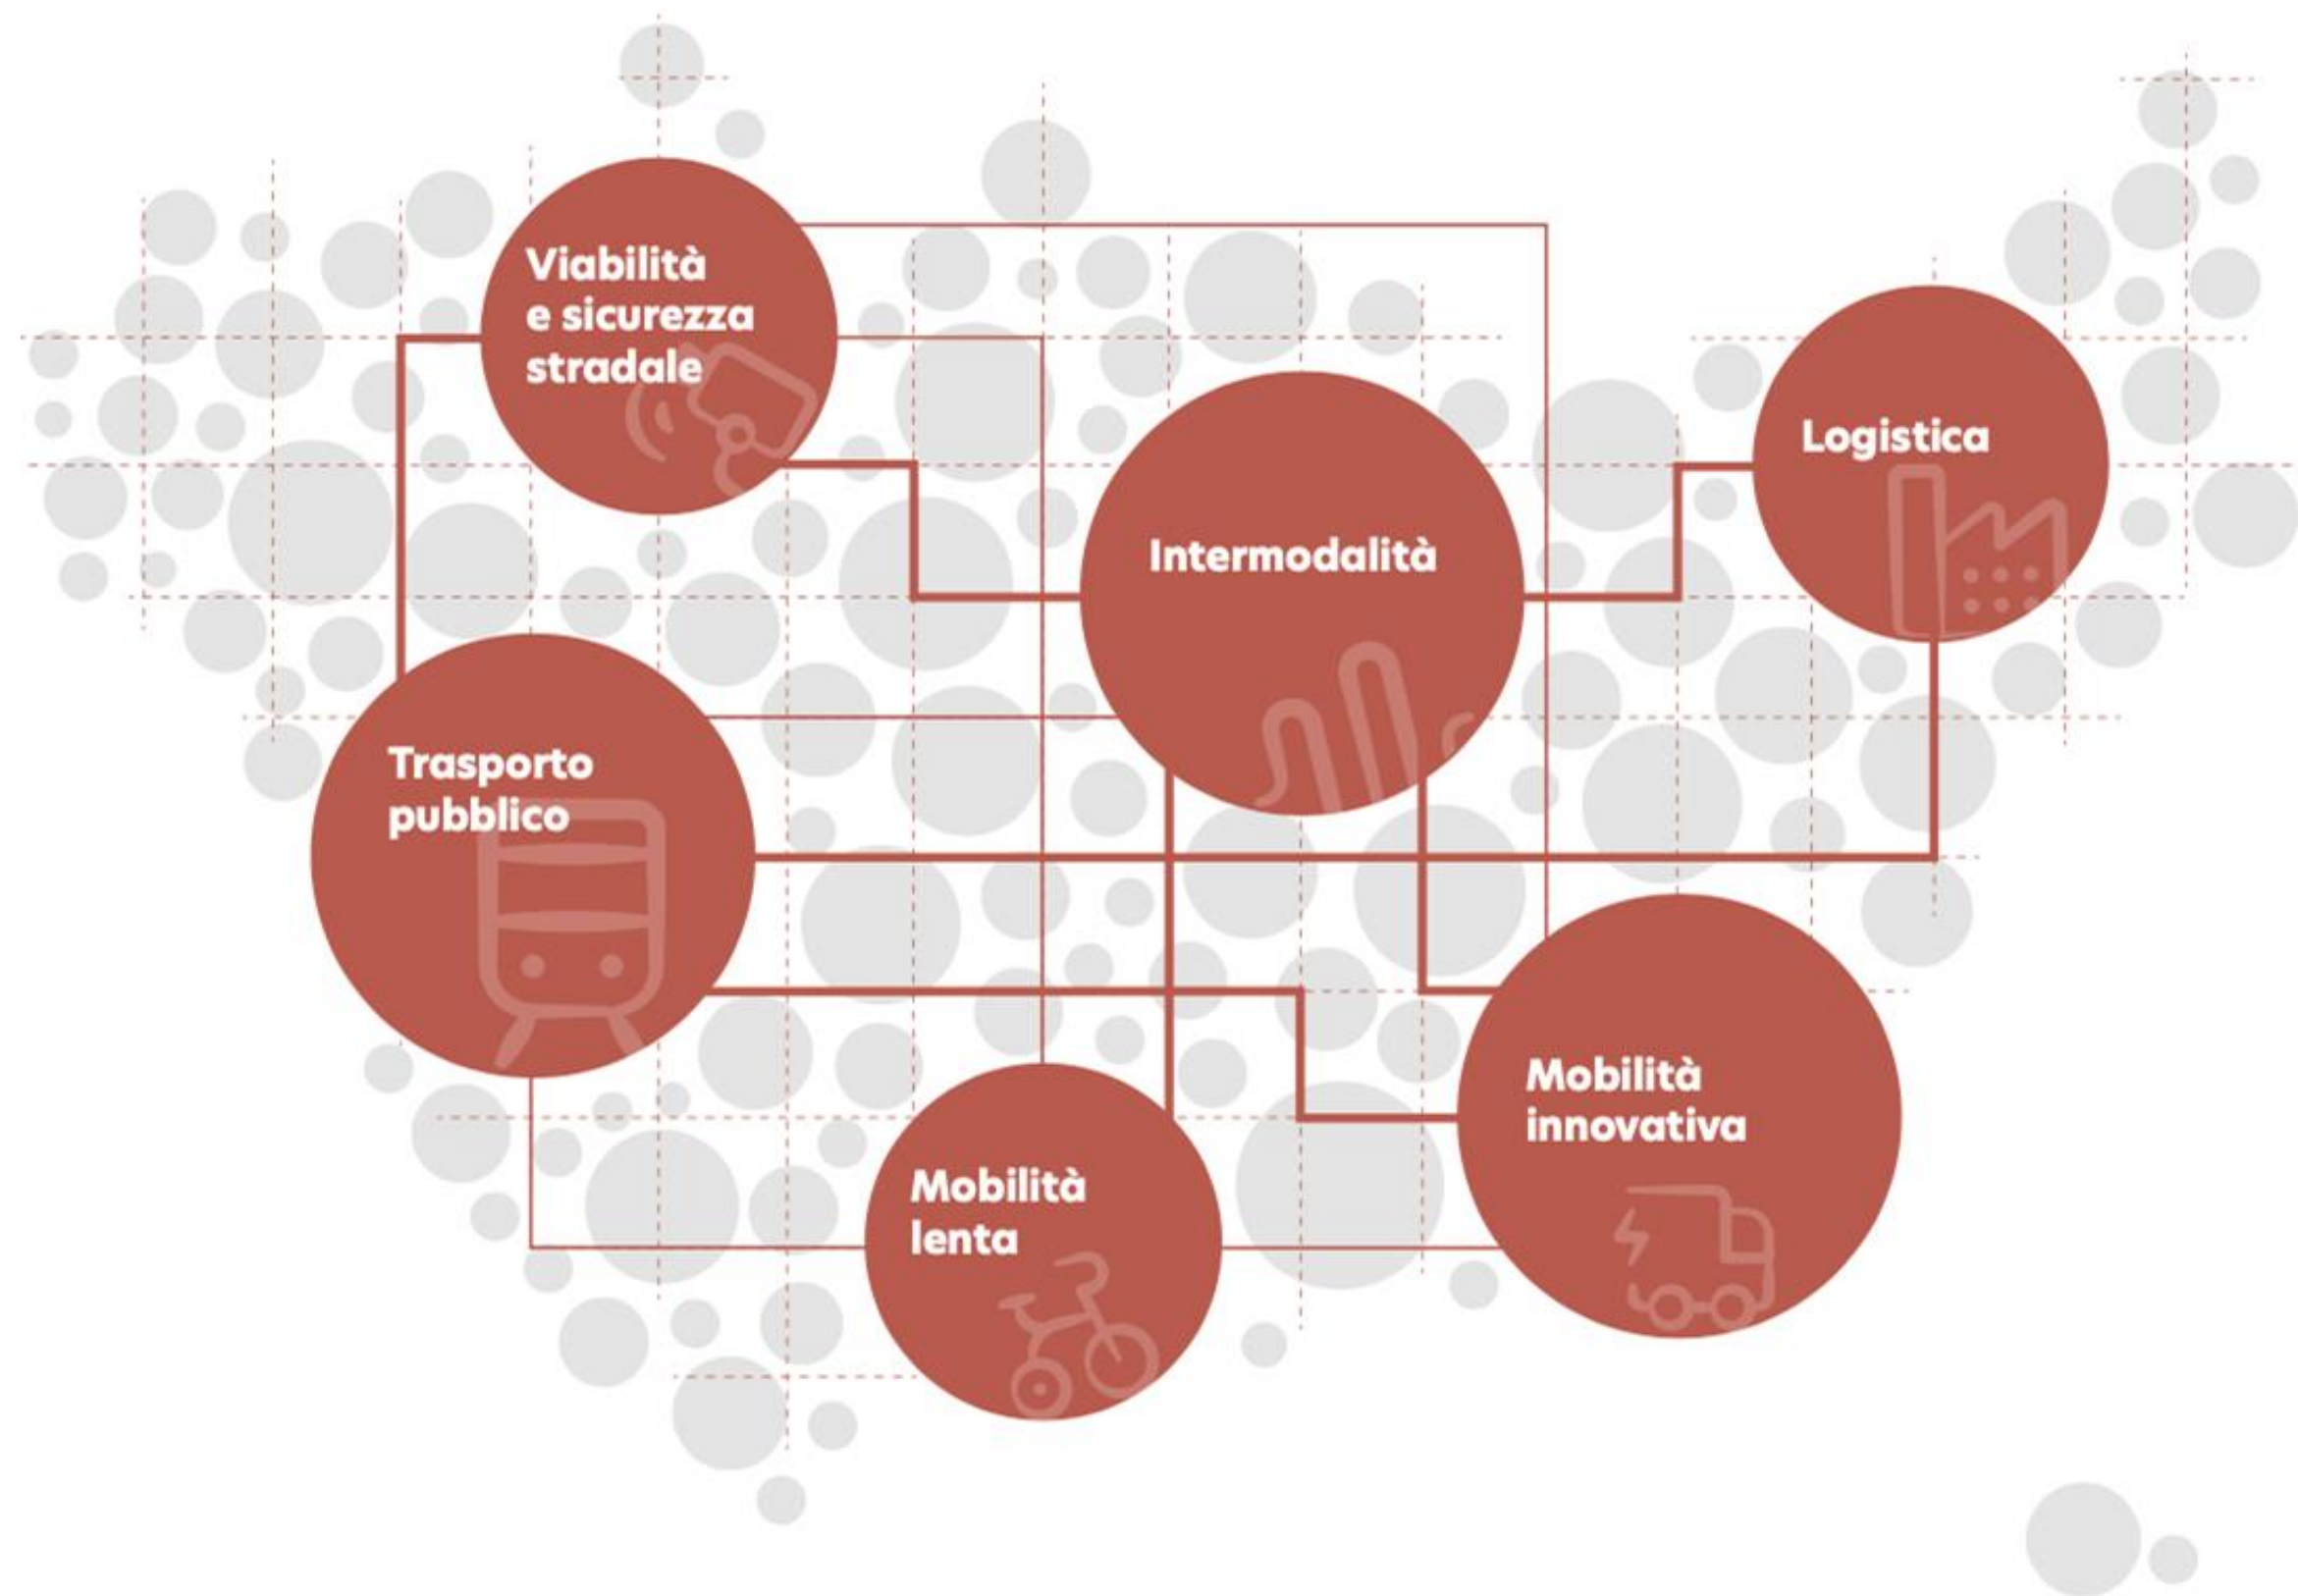 Viabilità
e sicurezza
stradale
Logistica
Intermodalità
Trasporto
pubblico
Mobilità
innovativa
Mobilità
lenta